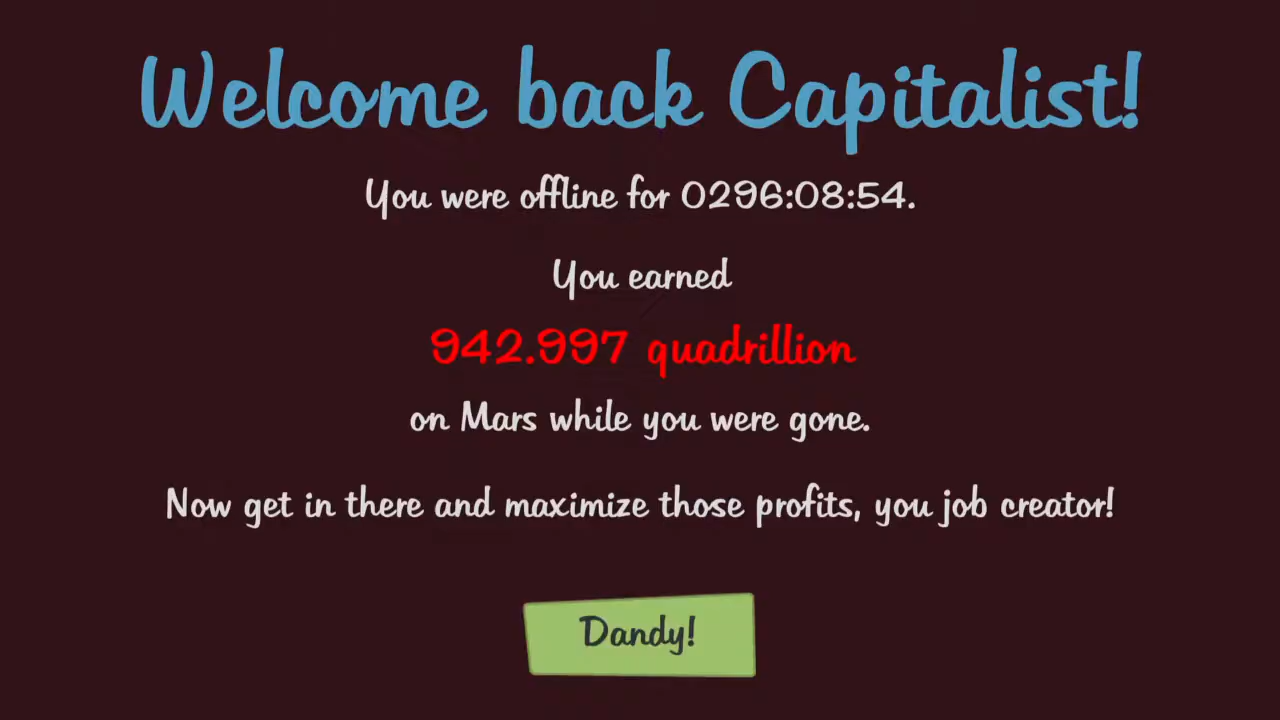 Welcome back Capitalist!
You were offline for 0296:08:54.
You earned
942.997 quadrillion
on Mars while you were gone.
Now get in there and maximize those profits, you job creator!
Dandy!